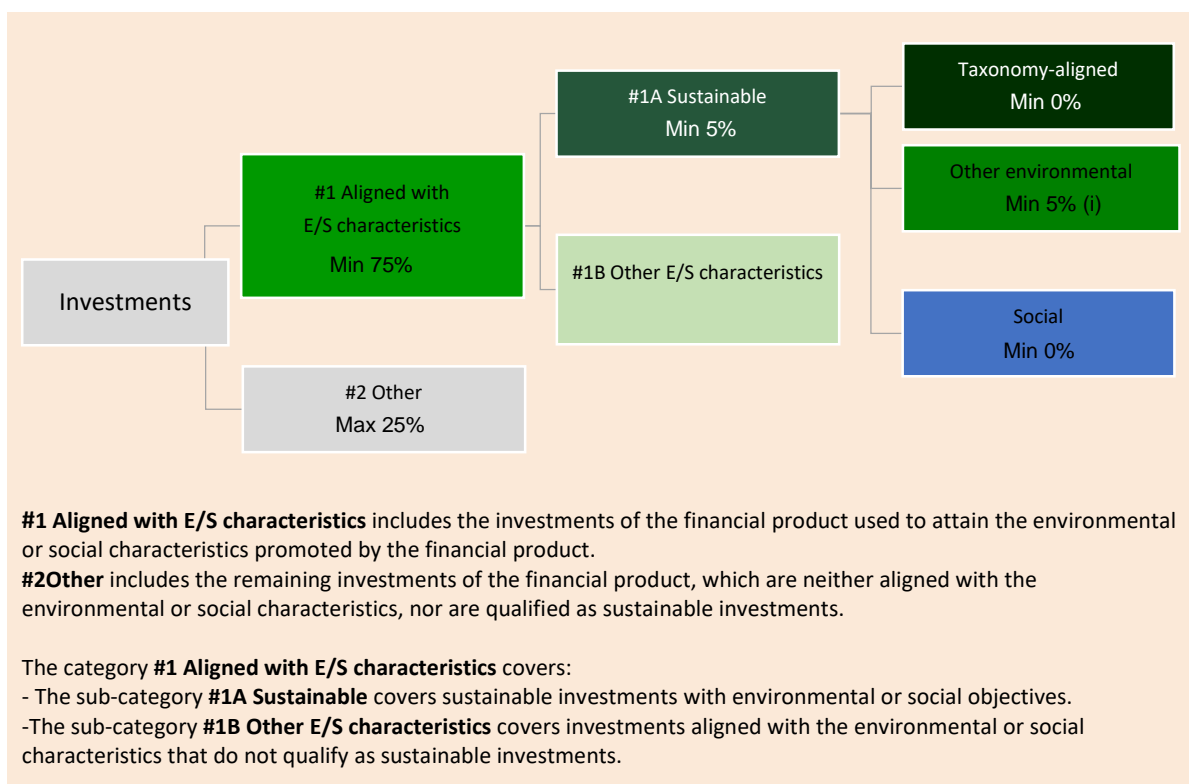 Investments
#1 Aligned with
E/S characteristics
Min 75%
#2 Other
Max 25%
#1A Sustainable
Min 5%
#1B Other E/S characteristics
Taxonomy-aligned
Min 0%
Other environmental
Min 5% (i)
Social
Min 0%
#1 Aligned with E/S characteristics includes the investments of the financial product used to attain the environmental
or social characteristics promoted by the financial product.
#2Other includes the remaining investments of the financial product, which are neither aligned with the
environmental or social characteristics, nor are qualified as sustainable investments.
The category #1 Aligned with E/S characteristics covers:
- The sub-category #1A Sustainable covers sustainable investments with environmental or social objectives.
-The sub-category #1B Other E/S characteristics covers investments aligned with the environmental or social
characteristics that do not qualify as sustainable investments.